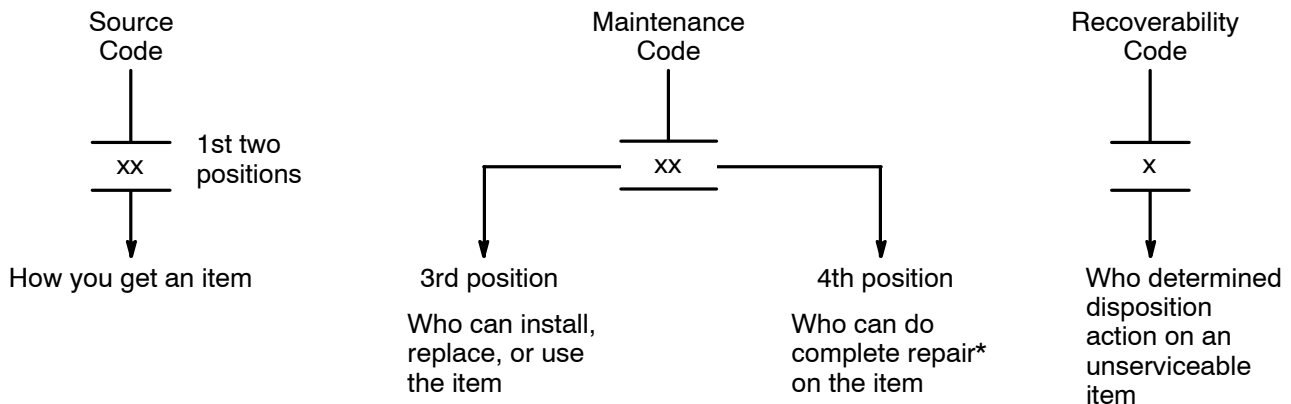 Source
Code
xx
1st two
positions
How you get an item
Maintenance
Code
xx
3rd position
Who can install,
replace, or use
the item
4th position
Who can do
complete repair*
on the item
Recoverability
Code
x
Who determined
disposition
action on an
unserviceable
item